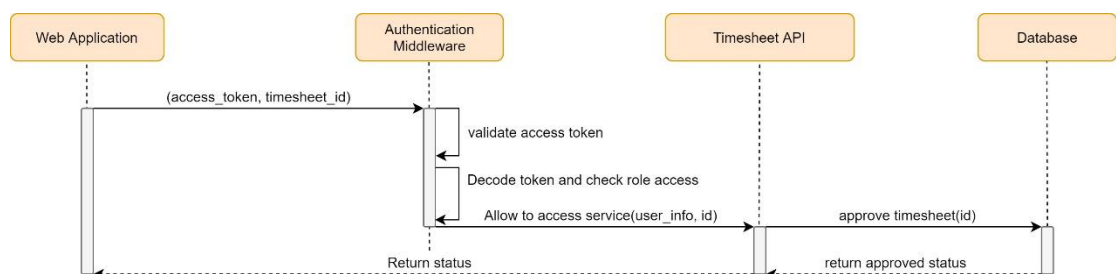 Web Application
Authentication
Middleware
Timesheet API
Database
(access_token, timesheet_id)
validate access token
Decode token and check role access
Allow to access service(user_info, id)
approve timesheet(id)
Return status
return approved status